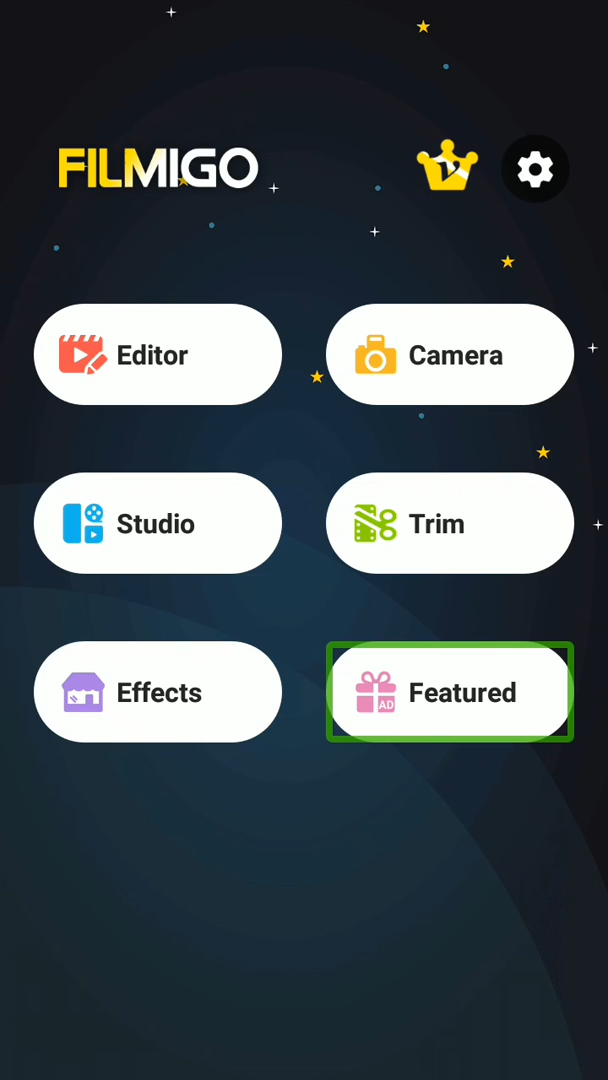 FILMIGO
Editor
Camera
Studio
Trim
Effects
AD
Featured